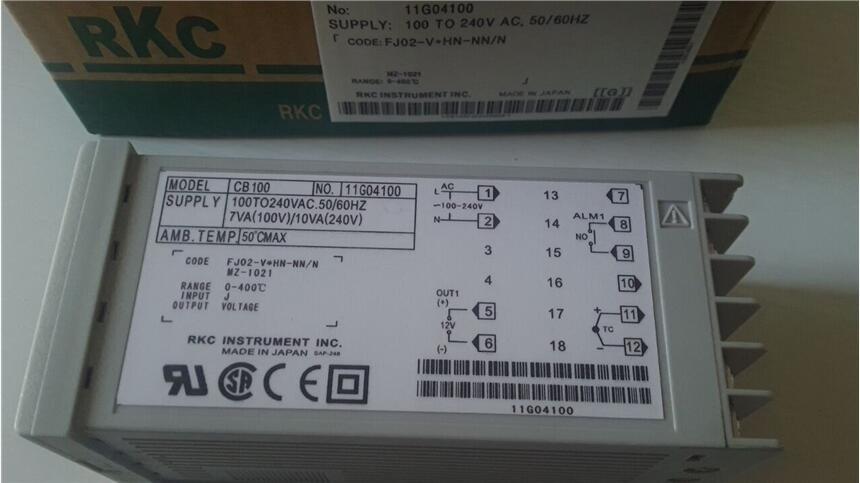 RKC
No: 11G04100
SUPPLY: 100 TO 240V AC, 50/60HZ
CODE: FJ02-V*HN-NN/N
MZ-1021
RANGE: 0-400℃ J
RKC INSTRUMENT INC. MADE IN JAPAN [[G]]
RKC
MODEL CB100 NO. 11G04100
SUPPLY 100TO240VAC.50/60HZ
7VA(100V)/10VA(240V)
AMB.TEMP. 50°CMAX
CODE FJ02-V*HN-NN/N
MZ-1021
RANGE 0-400℃
INPUT J
OUTPUT VOLTAGE
RKC INSTRUMENT INC.
MADE IN JAPAN
SA C E
L AC 1 13 7
~100-240V
N 2 14 ALM1 8
3 15 NO 9
4 16 10
OUT1
(+) 5 17 + 11
12V TC
(-) 6 18 - 12
11G04100